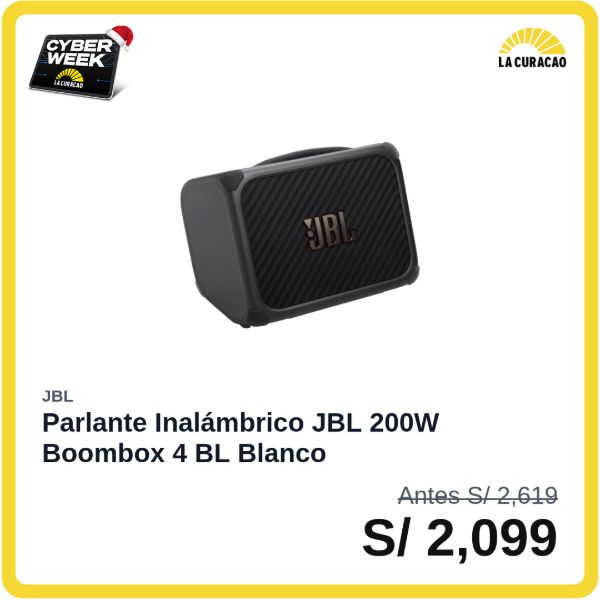 CYBER
WEEK
LA CURACAO
LA CURACAO
JBL
JBL
Parlante Inalámbrico JBL 200W
Boombox 4 BL Blanco
Antes S/ 2,619
S/ 2,099